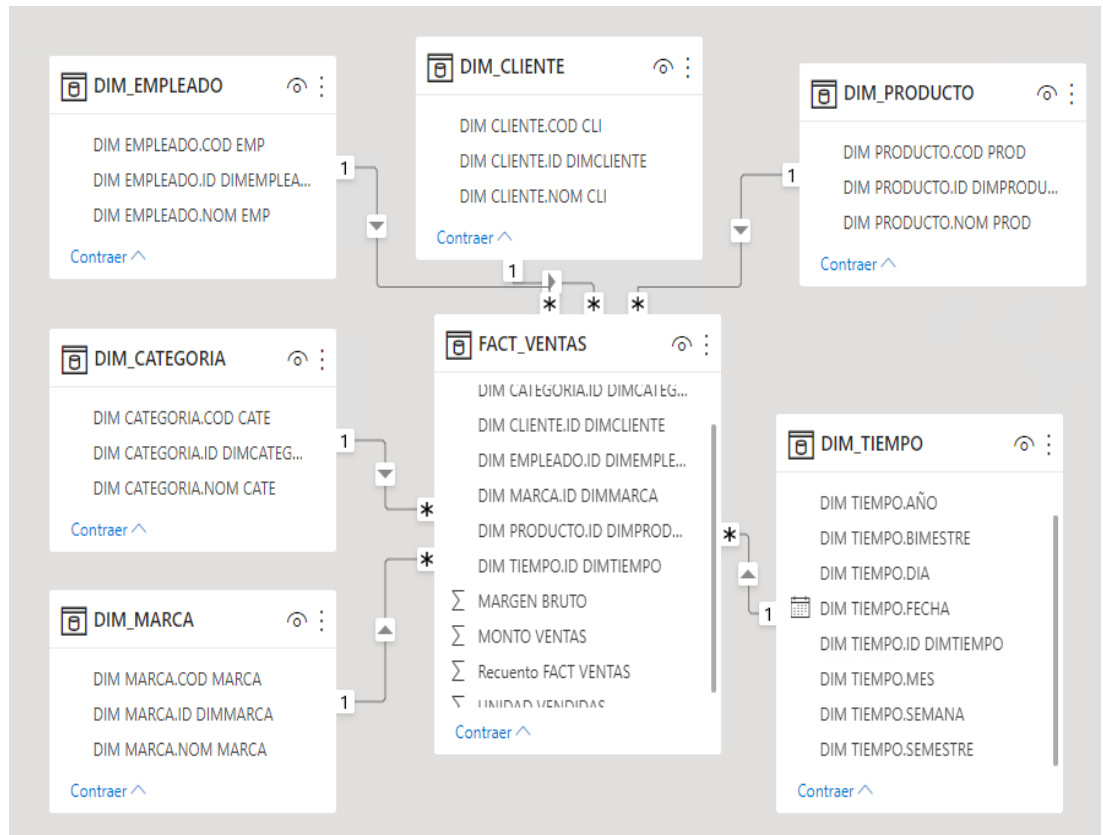 DIM_EMPLEADO
DIM EMPLEADO.COD EMP
DIM EMPLEADO.ID DIMEMPLEA...
DIM EMPLEADO.NOM EMP
Contraer
1
DIM_CLIENTE
DIM CLIENTE.COD CLI
DIM CLIENTE.ID DIMCLIENTE
DIM CLIENTE.NOM CLI
Contraer
1
DIM_PRODUCTO
DIM PRODUCTO.COD PROD
DIM PRODUCTO.ID DIMPRODU...
DIM PRODUCTO.NOM PROD
Contraer
1
* * *
DIM_CATEGORIA
DIM CATEGORIA.COD CATE
DIM CATEGORIA.ID DIMCATEG...
DIM CATEGORIA.NOM CATE
Contraer
1
*
FACT_VENTAS
DIM CATEGORIA.ID DIMCATEG...
DIM CLIENTE.ID DIMCLIENTE
DIM EMPLEADO.ID DIMEMPLE...
DIM MARCA.ID DIMMARCA
DIM PRODUCTO.ID DIMPROD...
DIM TIEMPO.ID DIMTIEMPO
∑ MARGEN BRUTO
∑ MONTO VENTAS
∑ Recuento FACT VENTAS
∑ UNIDAD VENDIDAS
Contraer
*
DIM_TIEMPO
DIM TIEMPO.AÑO
DIM TIEMPO.BIMESTRE
DIM TIEMPO.DIA
DIM TIEMPO.FECHA
DIM TIEMPO.ID DIMTIEMPO
DIM TIEMPO.MES
DIM TIEMPO.SEMANA
DIM TIEMPO.SEMESTRE
Contraer
1
DIM_MARCA
DIM MARCA.COD MARCA
DIM MARCA.ID DIMMARCA
DIM MARCA.NOM MARCA
Contraer
1
*